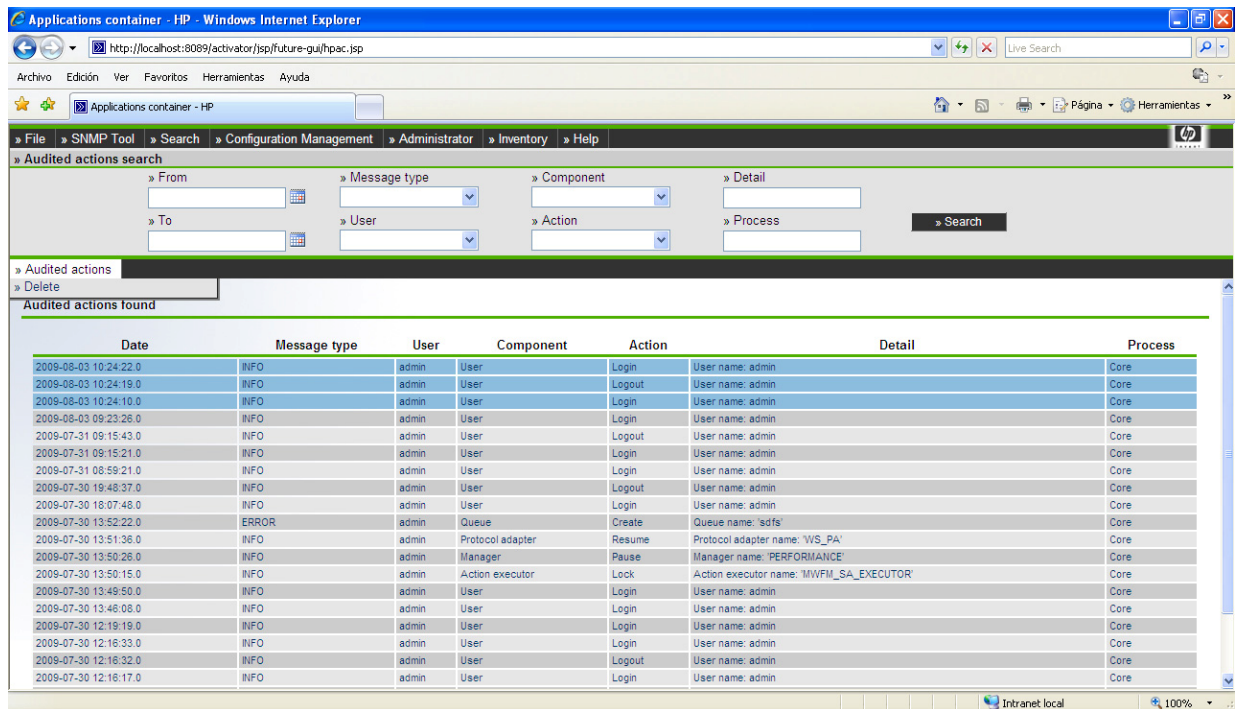 Applications container - HP - Windows Internet Explorer
http://localhost:8089/activator/jsp/future-gui/hpac.jsp
Live Search
Archivo Edición Ver Favoritos Herramientas Ayuda
Applications container - HP
Página Herramientas »
» File » SNMP Tool » Search » Configuration Management » Administrator » Inventory » Help
hp
invent
» Audited actions search
» From » Message type » Component » Detail
» To » User » Action » Process » Search
» Audited actions
» Delete
Audited actions found
Date Message type User Component Action Detail Process
2009-08-03 10:24:22.0 INFO admin User Login User name: admin Core
2009-08-03 10:24:19.0 INFO admin User Logout User name: admin Core
2009-08-03 10:24:10.0 INFO admin User Login User name: admin Core
2009-08-03 09:23:26.0 INFO admin User Login User name: admin Core
2009-07-31 09:15:43.0 INFO admin User Logout User name: admin Core
2009-07-31 09:15:21.0 INFO admin User Login User name: admin Core
2009-07-31 08:59:21.0 INFO admin User Login User name: admin Core
2009-07-30 19:48:37.0 INFO admin User Logout User name: admin Core
2009-07-30 18:07:48.0 INFO admin User Login User name: admin Core
2009-07-30 13:52:22.0 ERROR admin Queue Create Queue name: 'sdfs' Core
2009-07-30 13:51:36.0 INFO admin Protocol adapter Resume Protocol adapter name: 'WS_PA' Core
2009-07-30 13:50:26.0 INFO admin Manager Pause Manager name: 'PERFORMANCE' Core
2009-07-30 13:50:15.0 INFO admin Action executor Lock Action executor name: 'MWFM_SA_EXECUTOR' Core
2009-07-30 13:49:50.0 INFO admin User Login User name: admin Core
2009-07-30 13:46:08.0 INFO admin User Login User name: admin Core
2009-07-30 12:19:19.0 INFO admin User Login User name: admin Core
2009-07-30 12:16:33.0 INFO admin User Login User name: admin Core
2009-07-30 12:16:32.0 INFO admin User Logout User name: admin Core
2009-07-30 12:16:17.0 INFO admin User Login User name: admin Core
Intranet local 100%